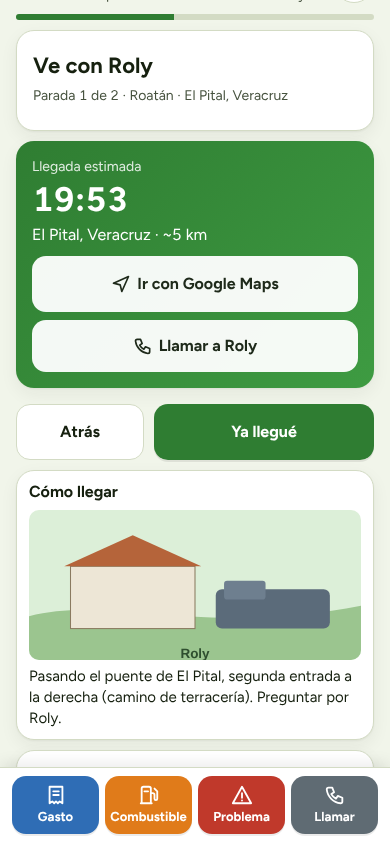 Ve con Roly
Parada 1 de 2 · Roatán · El Pital, Veracruz
Llegada estimada
19:53
El Pital, Veracruz · ~5 km
Ir con Google Maps
Llamar a Roly
Atrás
Ya llegué
Cómo llegar
Roly
Pasando el puente de El Pital, segunda entrada a
la derecha (camino de terracería). Preguntar por
Roly.
Gasto
Combustible
Problema
Llamar